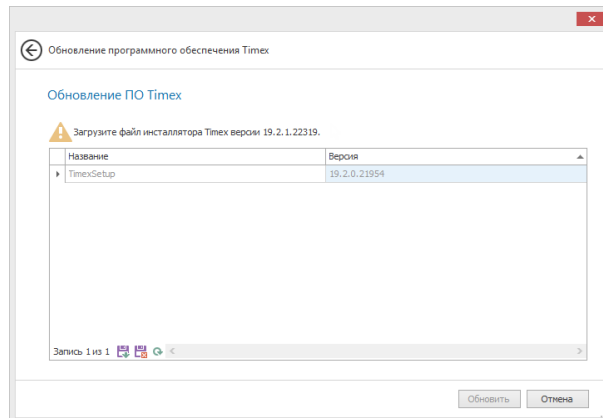 Обновление программного обеспечения Timex
Обновление ПО Timex
Загрузите файл инсталлятора Timex версии 19.2.1.22319.
Название Версия
TimexSetup 19.2.0.21954
Запись 1 из 1
Обновить Отмена